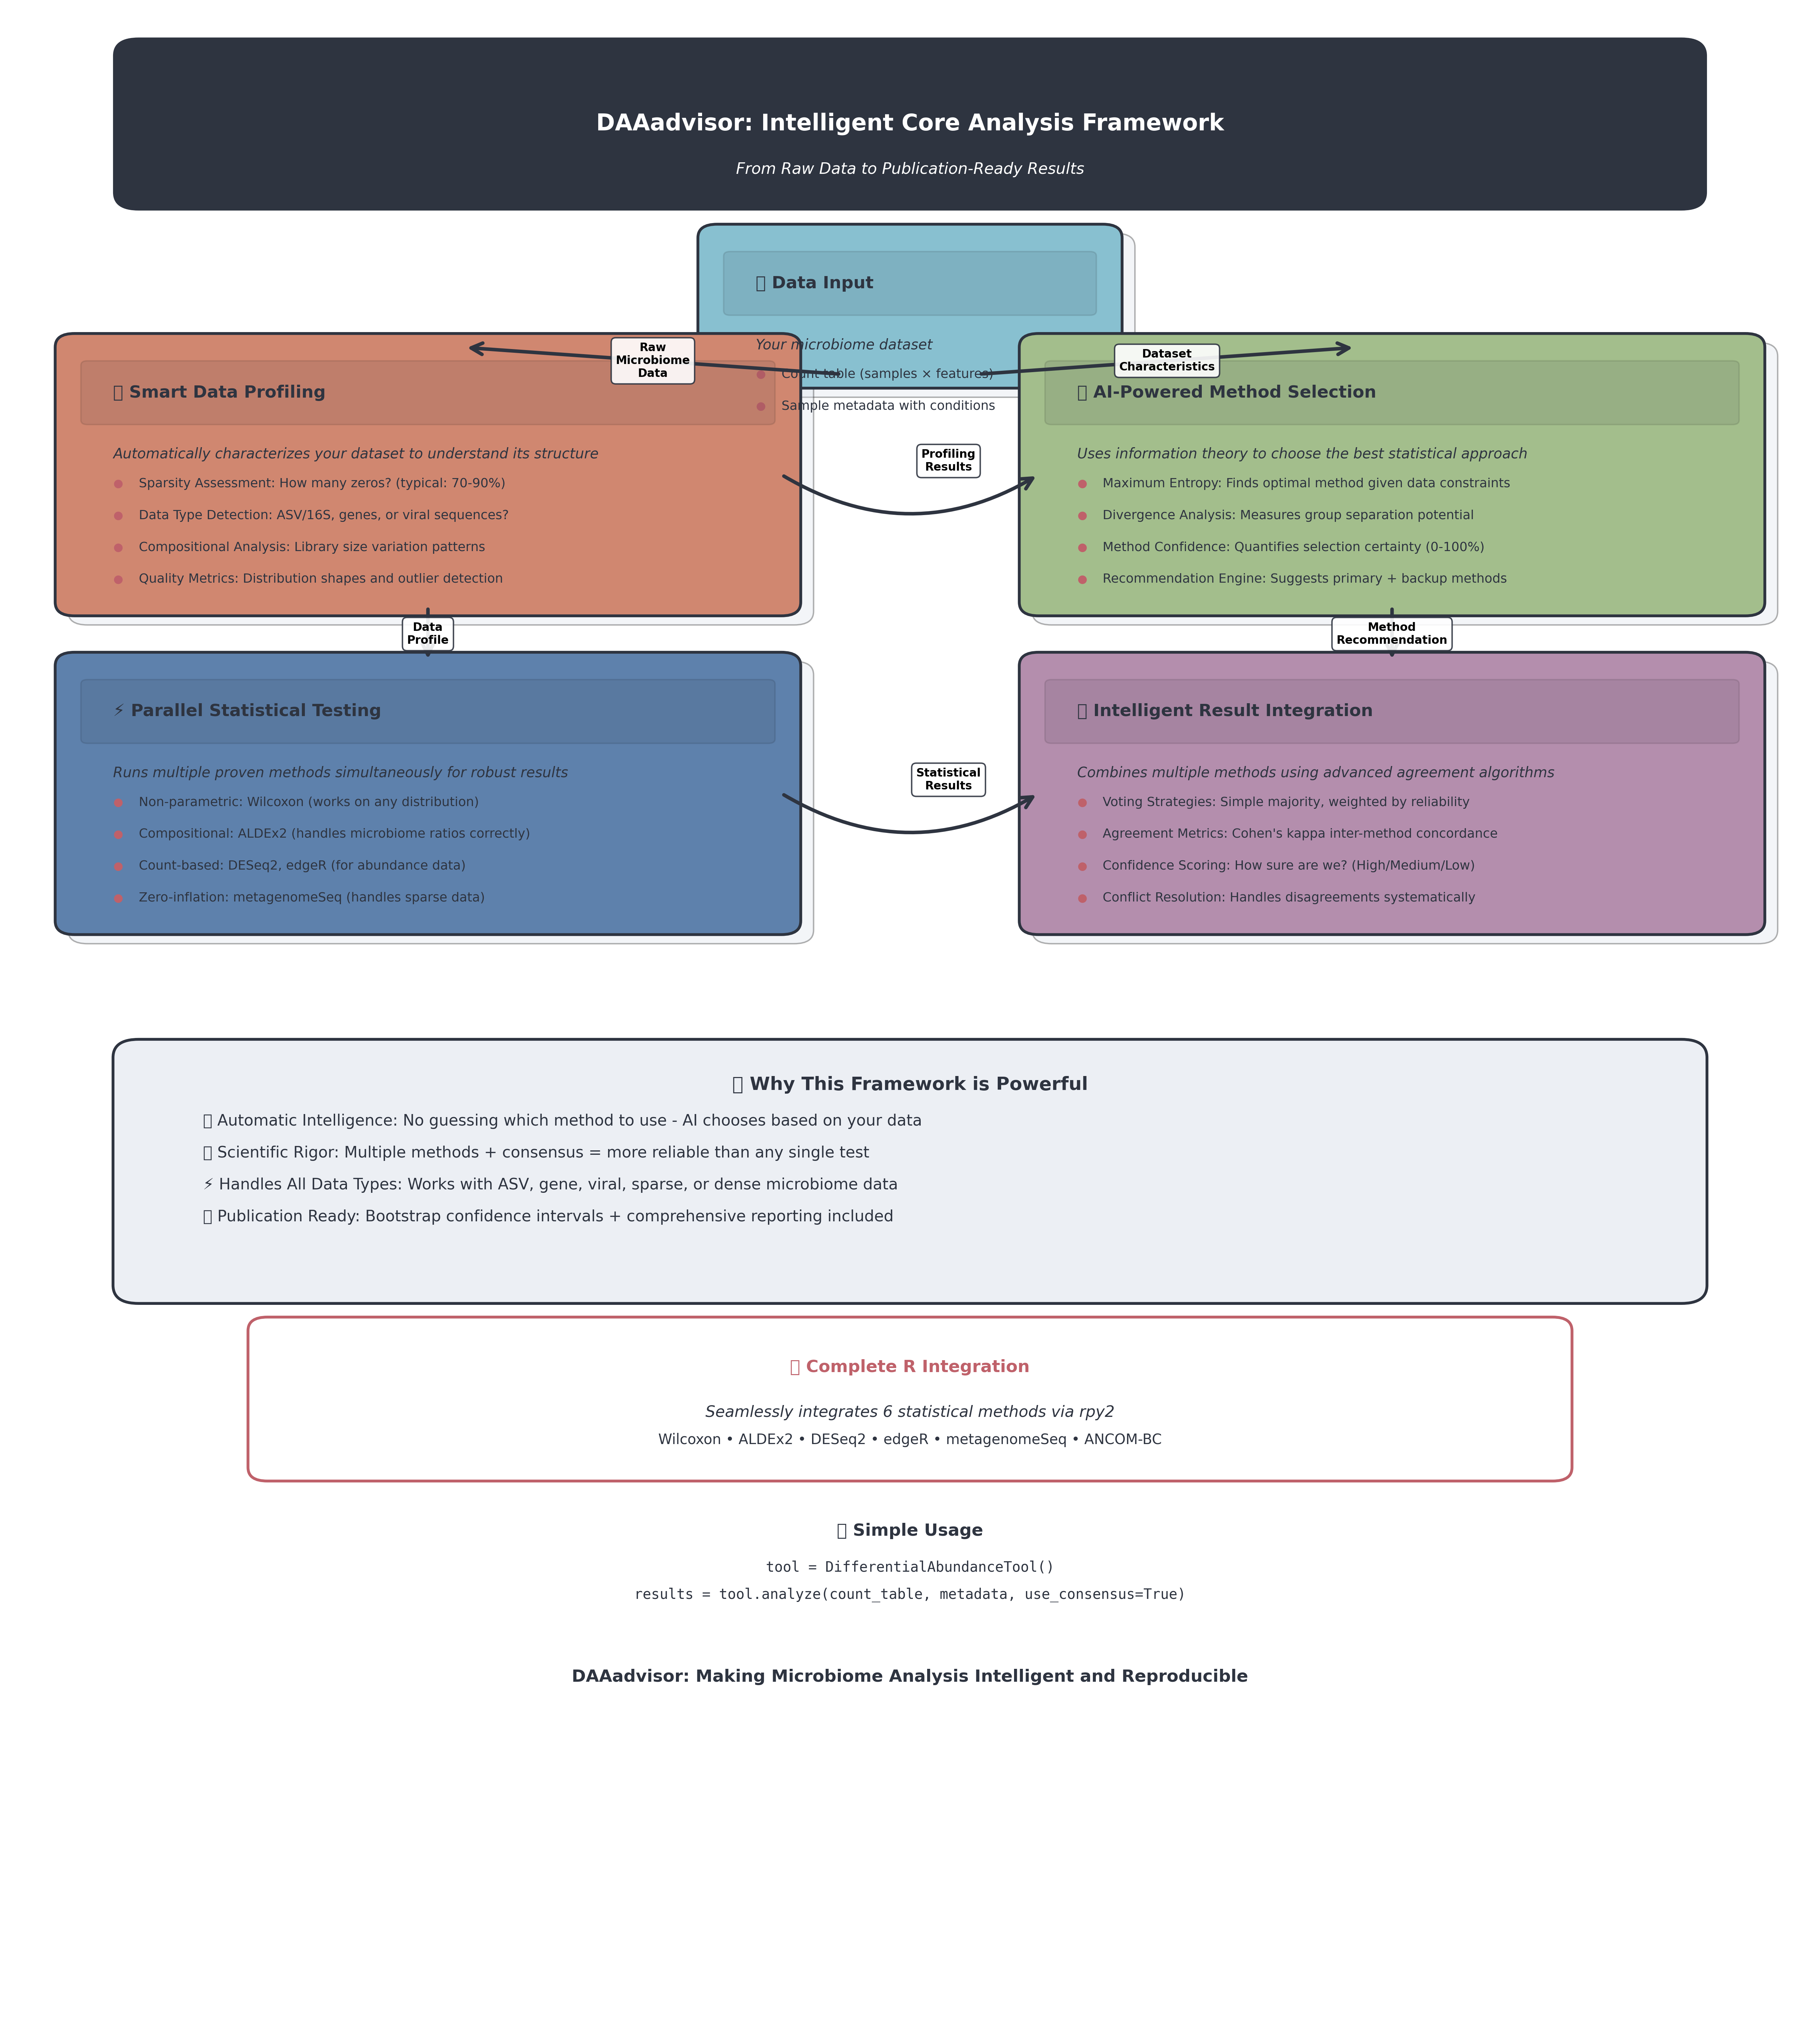 DAAadvisor: Intelligent Core Analysis Framework
From Raw Data to Publication-Ready Results
Data Input
Your microbiome dataset
Count table (samples × features)
Sample metadata with conditions
Raw
Microbiome
Data
Dataset
Characteristics
Smart Data Profiling
Automatically characterizes your dataset to understand its structure
Sparsity Assessment: How many zeros? (typical: 70-90%)
Data Type Detection: ASV/16S, genes, or viral sequences?
Compositional Analysis: Library size variation patterns
Quality Metrics: Distribution shapes and outlier detection
Profiling
Results
AI-Powered Method Selection
Uses information theory to choose the best statistical approach
Maximum Entropy: Finds optimal method given data constraints
Divergence Analysis: Measures group separation potential
Method Confidence: Quantifies selection certainty (0-100%)
Recommendation Engine: Suggests primary + backup methods
Data
Profile
Method
Recommendation
⚡ Parallel Statistical Testing
Runs multiple proven methods simultaneously for robust results
Non-parametric: Wilcoxon (works on any distribution)
Compositional: ALDEx2 (handles microbiome ratios correctly)
Count-based: DESeq2, edgeR (for abundance data)
Zero-inflation: metagenomeSeq (handles sparse data)
Statistical
Results
Intelligent Result Integration
Combines multiple methods using advanced agreement algorithms
Voting Strategies: Simple majority, weighted by reliability
Agreement Metrics: Cohen's kappa inter-method concordance
Confidence Scoring: How sure are we? (High/Medium/Low)
Conflict Resolution: Handles disagreements systematically
Why This Framework is Powerful
Automatic Intelligence: No guessing which method to use - AI chooses based on your data
Scientific Rigor: Multiple methods + consensus = more reliable than any single test
⚡ Handles All Data Types: Works with ASV, gene, viral, sparse, or dense microbiome data
Publication Ready: Bootstrap confidence intervals + comprehensive reporting included
Complete R Integration
Seamlessly integrates 6 statistical methods via rpy2
Wilcoxon • ALDEx2 • DESeq2 • edgeR • metagenomeSeq • ANCOM-BC
Simple Usage
tool = DifferentialAbundanceTool()
results = tool.analyze(count_table, metadata, use_consensus=True)
DAAadvisor: Making Microbiome Analysis Intelligent and Reproducible